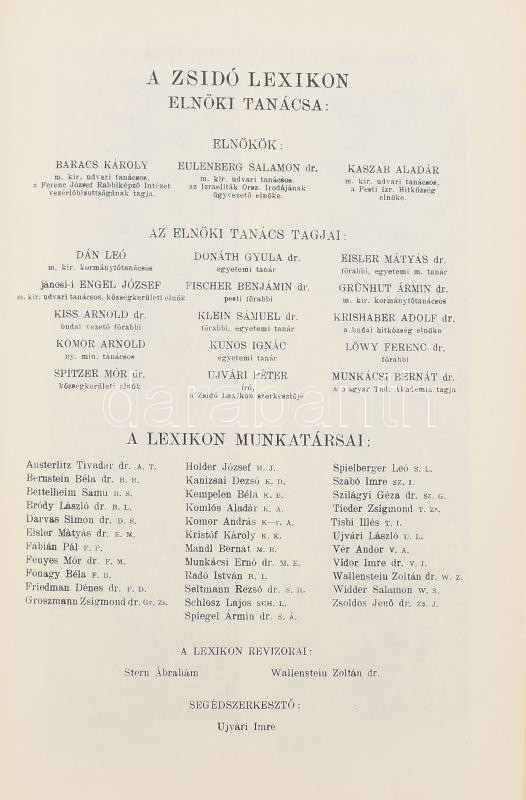 A ZSIDÓ LEXIKON
ELNÖKI TANÁCSA:
ELNÖKÖK:
BARACS KÁROLY
m. kir. udvari tanácsos,
a Ferenc József Rabbiképző Intézet
vezérlőbizottságának tagja.
EULENBERG SALAMON dr.
m. kir. udvari tanácsos,
az Izraeliták Orsz. Irodájának
ügyvezető elnöke.
KASZAB ALADÁR
m. kir. udvari tanácsos,
a Pesti Izr. Hitközség
elnöke.
AZ ELNÖKI TANÁCS TAGJAI:
DÁN LEÓ
m. kir. kormányfőtanácsos
DONÁTH GYULA dr.
egyetemi tanár
EISLER MÁTYÁS dr.
főrabbi, egyetemi m. tanár
jánosi-i ENGEL JÓZSEF
m. kir. udvari tanácsos, községkerületi elnök
FISCHER BENJÁMIN dr.
pesti főrabbi
GRÜNHUT ÁRMIN dr.
m. kir. kormányfőtanácsos
KISS ARNOLD dr.
budai vezető főrabbi
KLEIN SÁMUEL dr.
főrabbi, egyetemi tanár
KRISHABER ADOLF dr.
a budai hitközség elnöke
KOMOR ARNOLD
ny. min. tanácsos
KUNOS IGNÁC
egyetemi tanár
LÖWY FERENC dr.
főrabbi
SPITZER MÓR dr.
községkerületi elnök
UJVÁRI PÉTER
író,
a Zsidó Lexikon szerkesztője
MUNKÁCSI BERNÁT dr.
a Magyar Tud. Akadémia tagja
darabanth
A LEXIKON MUNKATÁRSAI:
Austerlitz Tivadar dr. A. T.
Bernstein Béla dr. B. B.
Bettelheim Samu B. S.
Bródy László dr. B. L.
Darvas Simon dr. D. S.
Eisler Mátyás dr. E. M.
Fábián Pál F. P.
Fényes Mór dr. F. M.
Fónagy Béla F. B.
Friedman Dénes dr. F. D.
Groszmann Zsigmond dr. Gr. Zs.
Holder József H. J.
Kanizsai Dezső K. D.
Kempelen Béla K. B.
Komlós Aladár K. A.
Komor András K—r. A.
Kristóf Károly K. K.
Mandl Bernát M. B.
Munkácsi Ernő dr. M. E.
Radó István R. I.
Seltmann Rezső dr. S. R.
Schlosz Lajos SCH. L.
Spiegel Ármin dr. S. Á.
Spielberger Leó S. L.
Szabó Imre SZ. I.
Szilágyi Géza dr. SZ. G.
Tieder Zsigmond T. Zs.
Tisbi Illés T. I.
Ujvári László U. L.
Vér Andor V. A.
Vidor Imre dr. V. I.
Wallenstein Zoltán dr. W. Z.
Widder Salamon W. S.
Zsoldos Jenő dr. ZS. J.
A LEXIKON REVIZORAI:
Stern Ábrahám
Wallenstein Zoltán dr.
SEGÉDSZERKESZTŐ:
Ujvári Imre